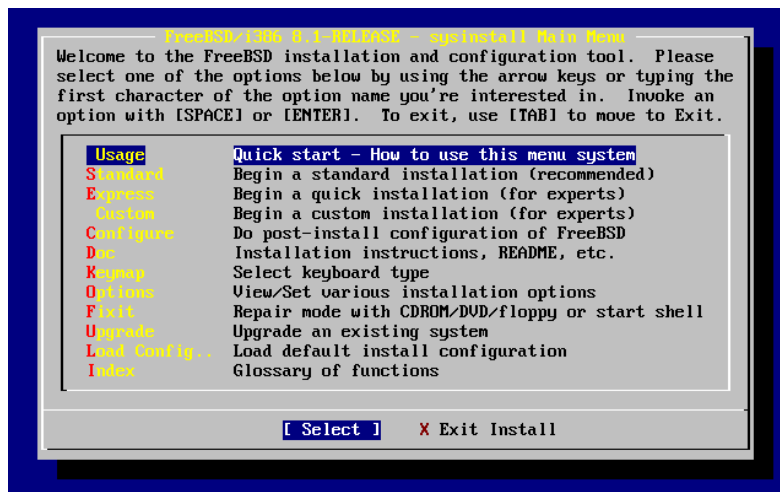 FreeBSD/i386 8.1-RELEASE - sysinstall Main Menu
Welcome to the FreeBSD installation and configuration tool.  Please
select one of the options below by using the arrow keys or typing the
first character of the option name you're interested in.  Invoke an
option with [SPACE] or [ENTER].  To exit, use [TAB] to move to Exit.
Usage Quick start - How to use this menu system
Standard Begin a standard installation (recommended)
Express Begin a quick installation (for experts)
Custom Begin a custom installation (for experts)
Configure Do post-install configuration of FreeBSD
Doc Installation instructions, README, etc.
Keymap Select keyboard type
Options View/Set various installation options
Fixit Repair mode with CDROM/DVD/floppy or start shell
Upgrade Upgrade an existing system
Load Config.. Load default install configuration
Index Glossary of functions
[ Select ] X Exit Install